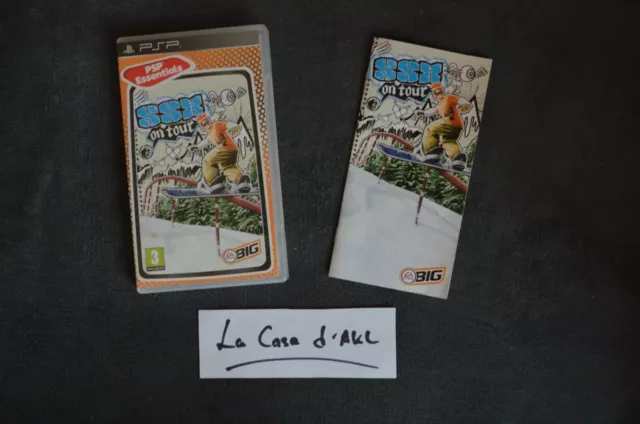 PSP
PSP
Essentials
SSX
on tour
3
EA
BIG
SSX
on tour
EA
BIG
La Casa d'AKL